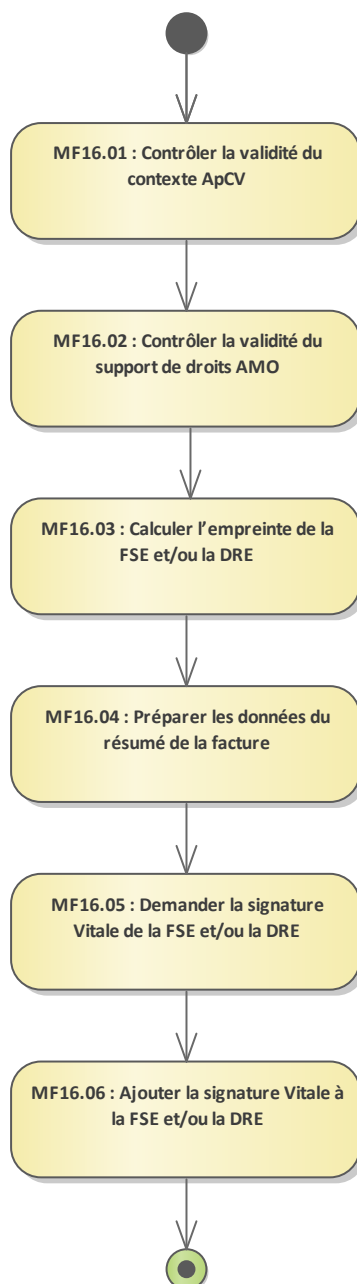 MF16.01 : Contrôler la validité du
contexte ApCV
MF16.02 : Contrôler la validité du
support de droits AMO
MF16.03 : Calculer l’empreinte de la
FSE et/ou la DRE
MF16.04 : Préparer les données du
résumé de la facture
MF16.05 : Demander la signature
Vitale de la FSE et/ou la DRE
MF16.06 : Ajouter la signature Vitale à
la FSE et/ou la DRE